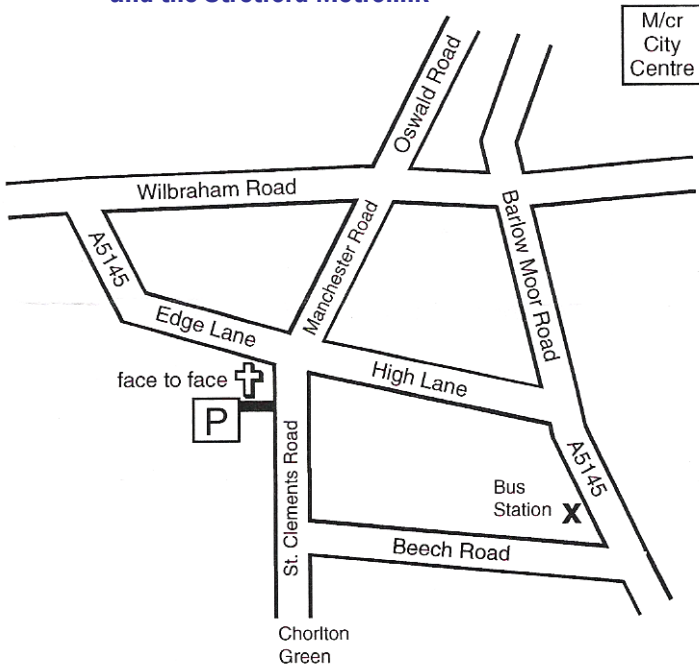 and the Stretford Metrolink
M/cr
City
Centre
Oswald Road
Wilbraham Road
Barlow Moor Road
Manchester Road
A5145
Edge Lane
High Lane
face to face
P
St. Clements Road
A5145
Bus
Station X
Beech Road
Chorlton
Green